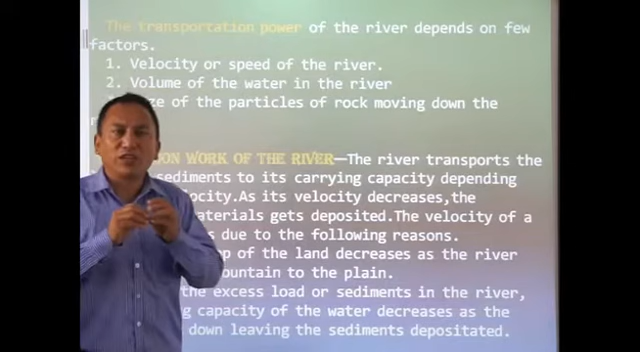 The transportation power of the river depends on few
factors.
1. Velocity or speed of the river.
2. Volume of the water in the river
of the particles of rock moving down the
WORK OF THE RIVER—The river transports the
sediments to its carrying capacity depending
As its velocity decreases,the
materials gets deposited.The velocity of a
due to the following reasons.
of the land decreases as the river
to the plain.
the excess load or sediments in the river,
capacity of the water decreases as the
down leaving the sediments depositated.